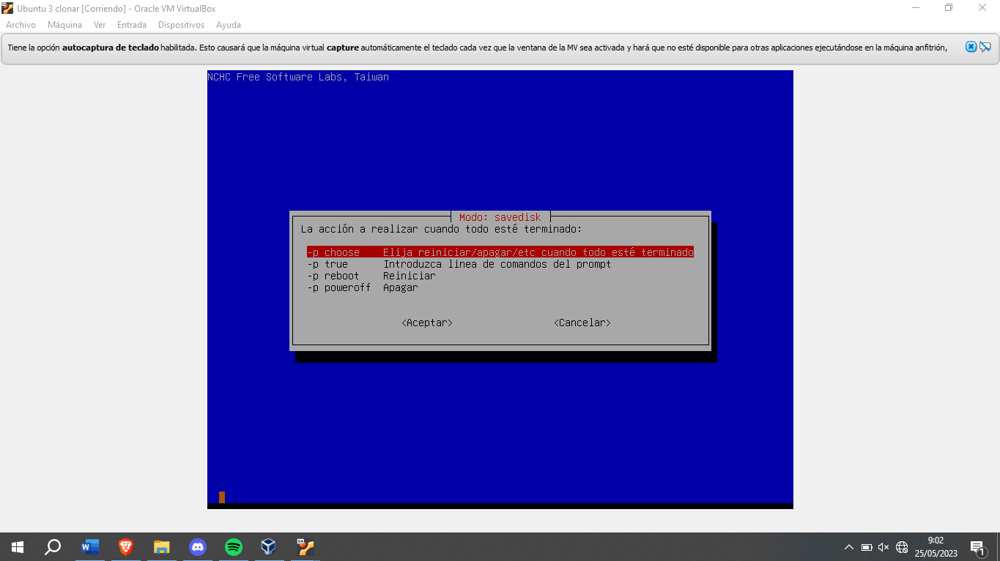 Ubuntu 3 clonar [Corriendo] - Oracle VM VirtualBox
Archivo Máquina Ver Entrada Dispositivos Ayuda
Tiene la opción autocaptura de teclado habilitada. Esto causará que la máquina virtual capture automáticamente el teclado cada vez que la ventana de la MV sea activada y hará que no esté disponible para otras aplicaciones ejecutándose en la máquina anfitrión,
NCHC Free Software Labs, Taiwan
Modo: savedisk
La acción a realizar cuando todo esté terminado:
-p choose Elija reiniciar/apagar/etc cuando todo esté terminado
-p true Introduzca linea de comandos del prompt
-p reboot Reiniciar
-p poweroff Apagar
<Aceptar> <Cancelar>
9:02
25/05/2023
1